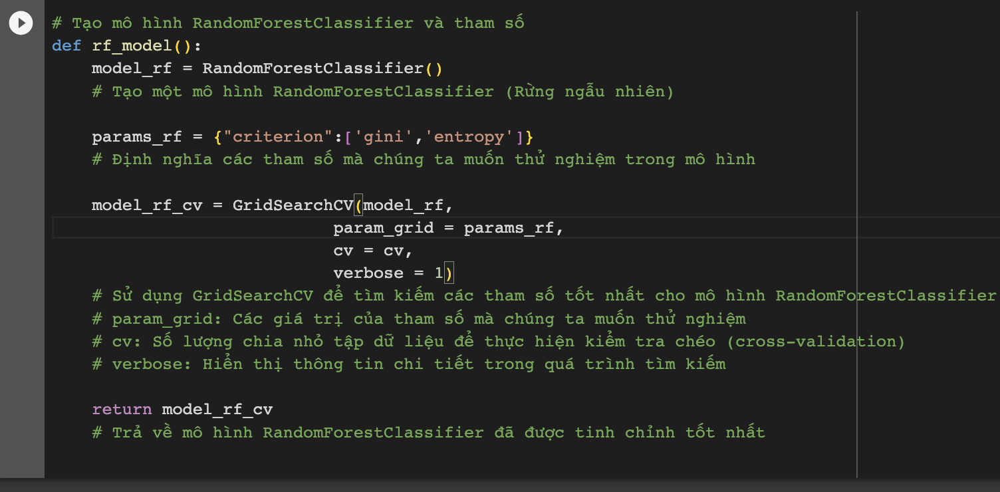 # Tạo mô hình RandomForestClassifier và tham số
def rf_model():
    model_rf = RandomForestClassifier()
    # Tạo một mô hình RandomForestClassifier (Rừng ngẫu nhiên)

    params_rf = {"criterion":['gini','entropy']}
    # Định nghĩa các tham số mà chúng ta muốn thử nghiệm trong mô hình

    model_rf_cv = GridSearchCV(model_rf,
                            param_grid = params_rf,
                            cv = cv,
                            verbose = 1)
    # Sử dụng GridSearchCV để tìm kiếm các tham số tốt nhất cho mô hình RandomForestClassifier
    # param_grid: Các giá trị của tham số mà chúng ta muốn thử nghiệm
    # cv: Số lượng chia nhỏ tập dữ liệu để thực hiện kiểm tra chéo (cross-validation)
    # verbose: Hiển thị thông tin chi tiết trong quá trình tìm kiếm

    return model_rf_cv
    # Trả về mô hình RandomForestClassifier đã được tinh chỉnh tốt nhất